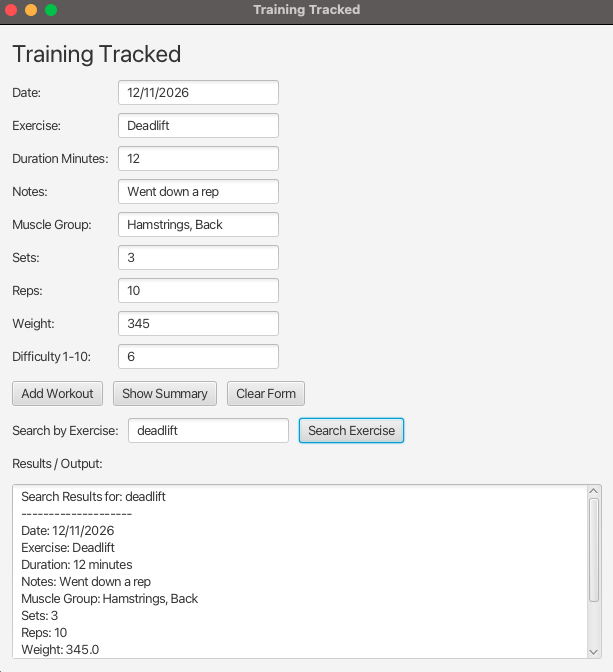 Training Tracked
Training Tracked
Date: 12/11/2026
Exercise: Deadlift
Duration Minutes: 12
Notes: Went down a rep
Muscle Group: Hamstrings, Back
Sets: 3
Reps: 10
Weight: 345
Difficulty 1-10: 6
Add Workout Show Summary Clear Form
Search by Exercise: deadlift Search Exercise
Results / Output:
Search Results for: deadlift
--------------------
Date: 12/11/2026
Exercise: Deadlift
Duration: 12 minutes
Notes: Went down a rep
Muscle Group: Hamstrings, Back
Sets: 3
Reps: 10
Weight: 345.0